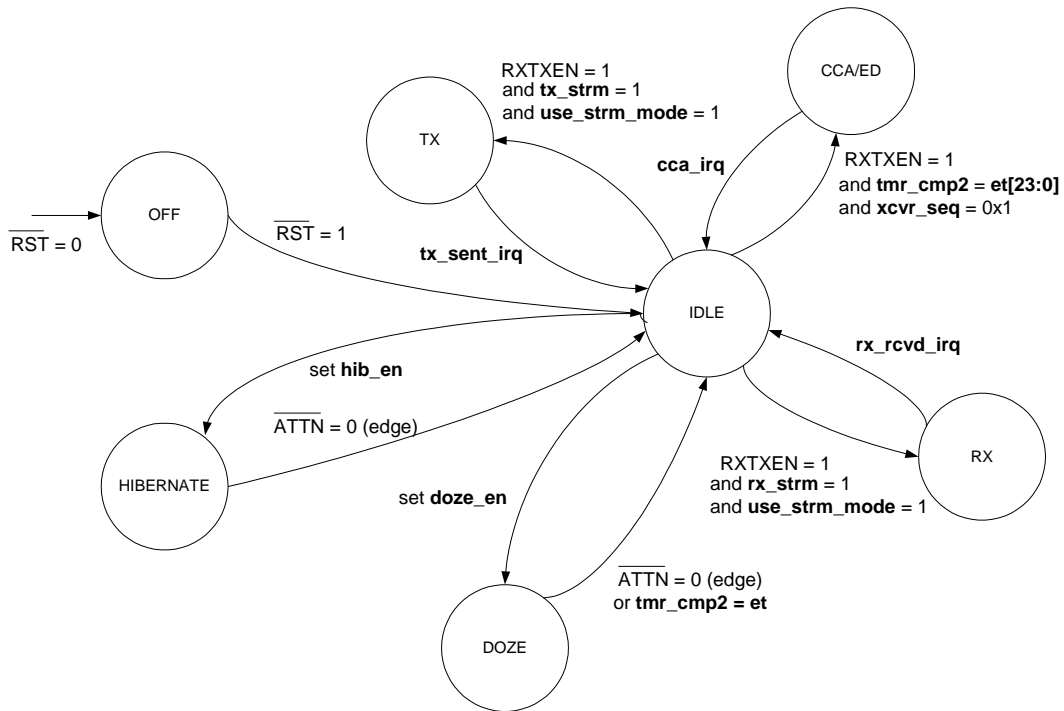 CCA/ED
RXTXEN = 1
and tx_strm = 1
and use_strm_mode = 1
TX
cca_irq
RXTXEN = 1
and tmr_cmp2 = et[23:0]
and xcvr_seq = 0x1
OFF
RST = 0
RST = 1
tx_sent_irq
IDLE
rx_rcvd_irq
set hib_en
ATTN = 0 (edge)
HIBERNATE
RX
RXTXEN = 1
and rx_strm = 1
and use_strm_mode = 1
set doze_en
ATTN = 0 (edge)
or tmr_cmp2 = et
DOZE